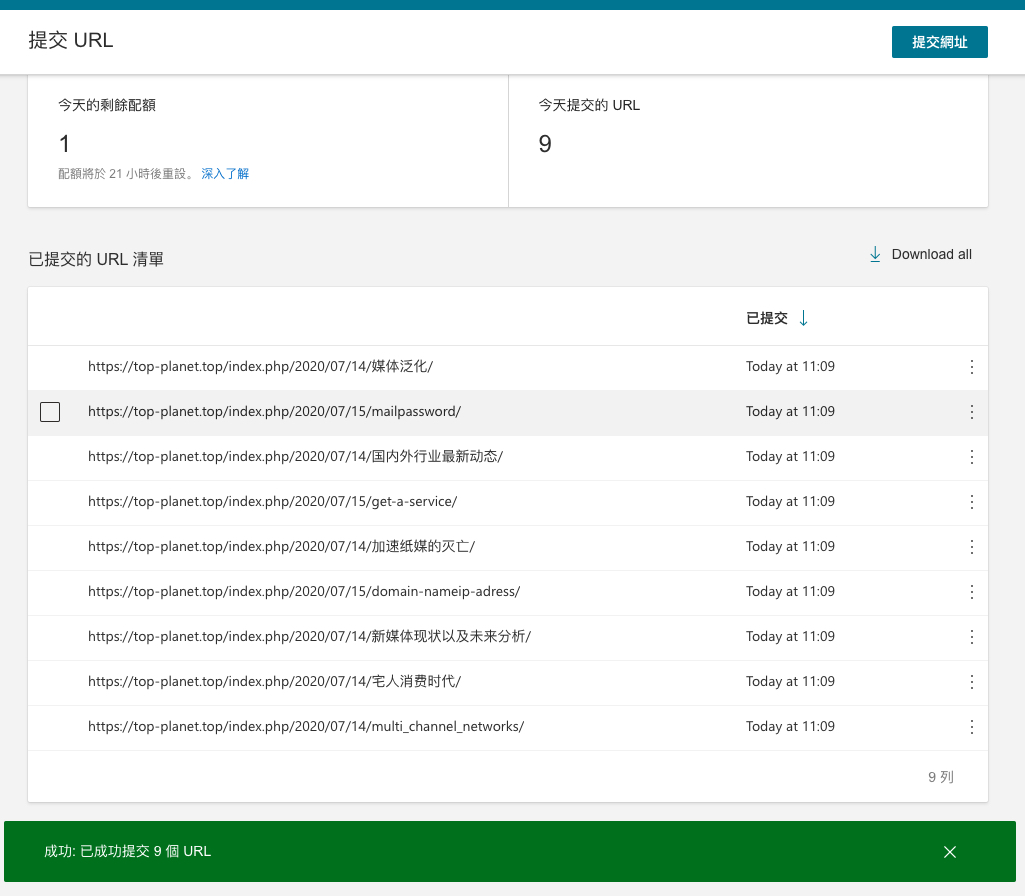 提交 URL
提交網址
今天的剩餘配額
今天提交的 URL
1
9
配額將於 21 小時後重設。 深入了解
已提交的 URL 清單
Download all
已提交
https://top-planet.top/index.php/2020/07/14/媒体泛化/ Today at 11:09
https://top-planet.top/index.php/2020/07/15/mailpassword/ Today at 11:09
https://top-planet.top/index.php/2020/07/14/国内外行业最新动态/ Today at 11:09
https://top-planet.top/index.php/2020/07/15/get-a-service/ Today at 11:09
https://top-planet.top/index.php/2020/07/14/加速纸媒的灭亡/ Today at 11:09
https://top-planet.top/index.php/2020/07/15/domain-nameip-adress/ Today at 11:09
https://top-planet.top/index.php/2020/07/14/新媒体现状以及未来分析/ Today at 11:09
https://top-planet.top/index.php/2020/07/14/宅人消费时代/ Today at 11:09
https://top-planet.top/index.php/2020/07/14/multi_channel_networks/ Today at 11:09
9 列
成功: 已成功提交 9 個 URL